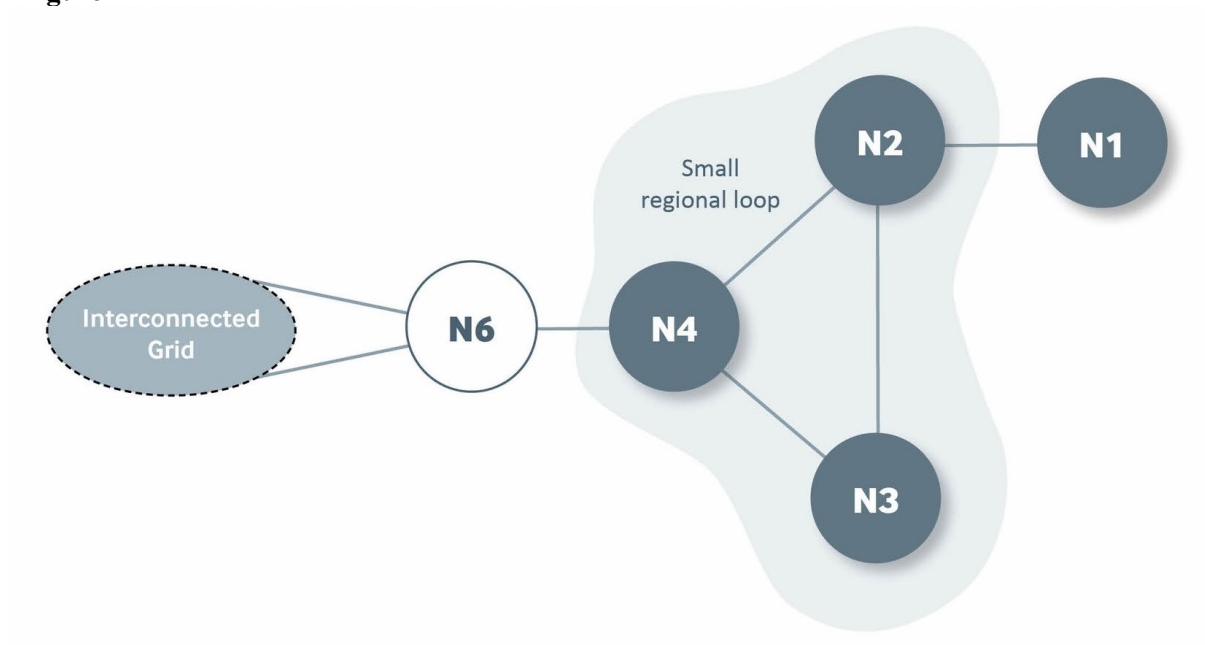 N2
N1
Small
regional loop
Interconnected
Grid
N6
N4
N3